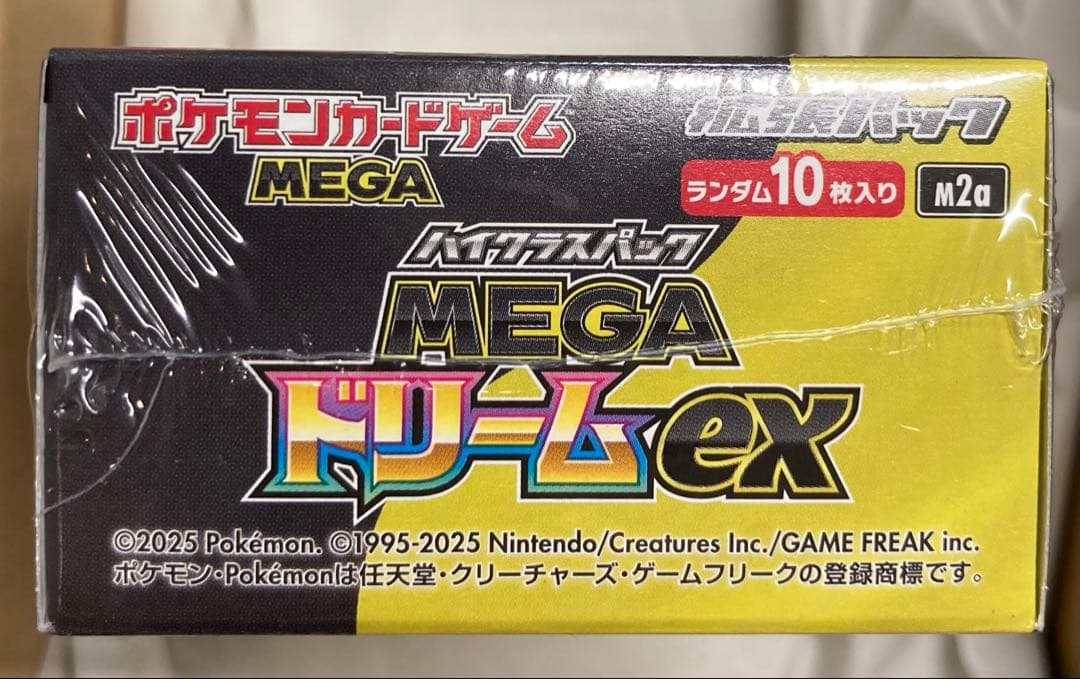 ポケモンカードゲーム
MEGA
拡張パック
ランダム10枚入り
M2a
ハイクラスパック
MEGA
ドリームex
©2025 Pokémon. ©1995-2025 Nintendo/Creatures Inc./GAME FREAK inc.
ポケモン・Pokémonは任天堂・クリーチャーズ・ゲームフリークの登録商標です。